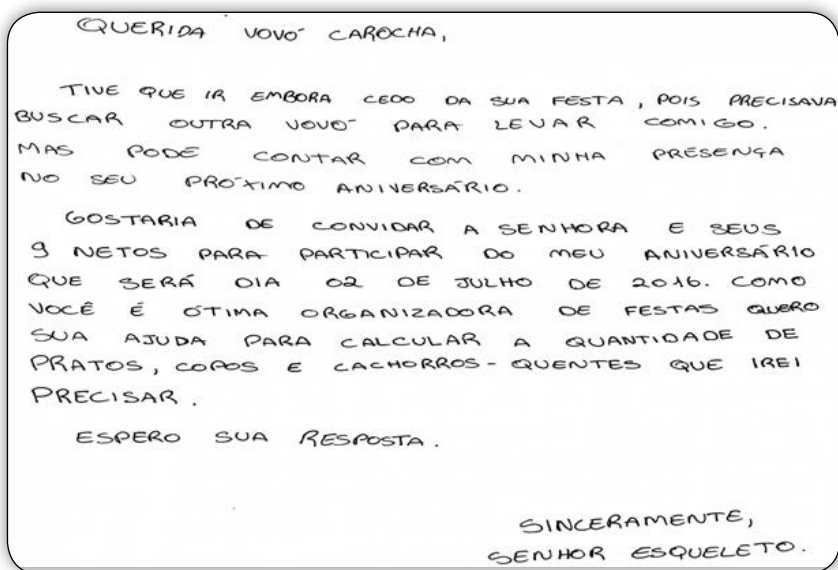 QUERIDA VOVÓ CAROCHA,
TIVE QUE IR EMBORA CEDO DA SUA FESTA, POIS PRECISAVA
BUSCAR OUTRA VOVÓ PARA LEVAR COMIGO.
MAS PODE CONTAR COM MINHA PRESENÇA
NO SEU PRÓXIMO ANIVERSÁRIO.
GOSTARIA DE CONVIDAR A SENHORA E SEUS
9 NETOS PARA PARTICIPAR DO MEU ANIVERSÁRIO
QUE SERÁ DIA 02 DE JULHO DE 2016. COMO
VOCÊ É ÓTIMA ORGANIZADORA DE FESTAS QUERO
SUA AJUDA PARA CALCULAR A QUANTIDADE DE
PRATOS, COPOS E CACHORROS-QUENTES QUE IREI
PRECISAR.
ESPERO SUA RESPOSTA.
SINCERAMENTE,
SENHOR ESQUELETO.